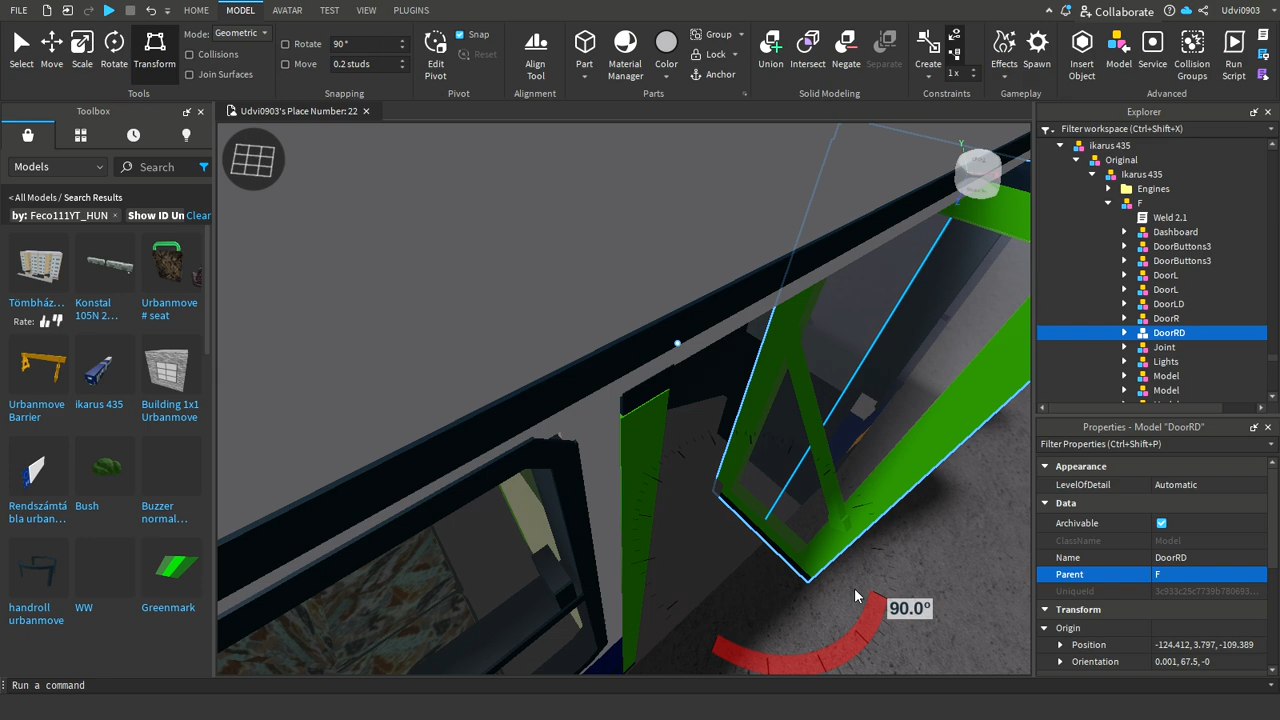 FILE HOME MODEL AVATAR TEST VIEW PLUGINS Collaborate Udvi0903
Select Move Scale Rotate Transform
Mode: Geometric
Collisions
Join Surfaces
Tools
Rotate 90°
Move 0.2 studs
Snapping
Edit Pivot
Snap
Reset
Pivot
Align Tool
Alignment
Part
Material Manager
Color
Group
Lock
Anchor
Parts
Union Intersect Negate Separate
Solid Modeling
Create
1 x
Constraints
Effects Spawn
Gameplay
Insert Object
Model
Service
Collision Groups
Run Script
Advanced
Toolbox
Models Search
< All Models / Search Results
by: Feco111YT_HUN × Show ID Un Clear
Tömbház...
Rate:
Konstal 105N 2...
Urbanmove # seat
Urbanmove Barrier
ikarus 435
Building 1x1 Urbanmove
Rendszámtá bla urban...
Bush
Buzzer normal...
handroll urbanmove
WW
Greenmark
Udvi0903's Place Number: 22
90.0°
Y
Explorer
Filter workspace (Ctrl+Shift+X)
ikarus 435
Original
Ikarus 435
Engines
F
Weld 2.1
Dashboard
DoorButtons3
DoorButtons3
DoorL
DoorL
DoorLD
DoorR
DoorRD
Joint
Lights
Model
Model
Properties - Model "DoorRD"
Filter Properties (Ctrl+Shift+P)
Appearance
LevelOfDetail Automatic
Data
Archivable
ClassName Model
Name DoorRD
Parent F
UniqueId 3c933c25c7739b780693...
Transform
Origin
Position -124.412, 3.797, -109.389
Orientation 0.001, 67.5, -0
Run a command